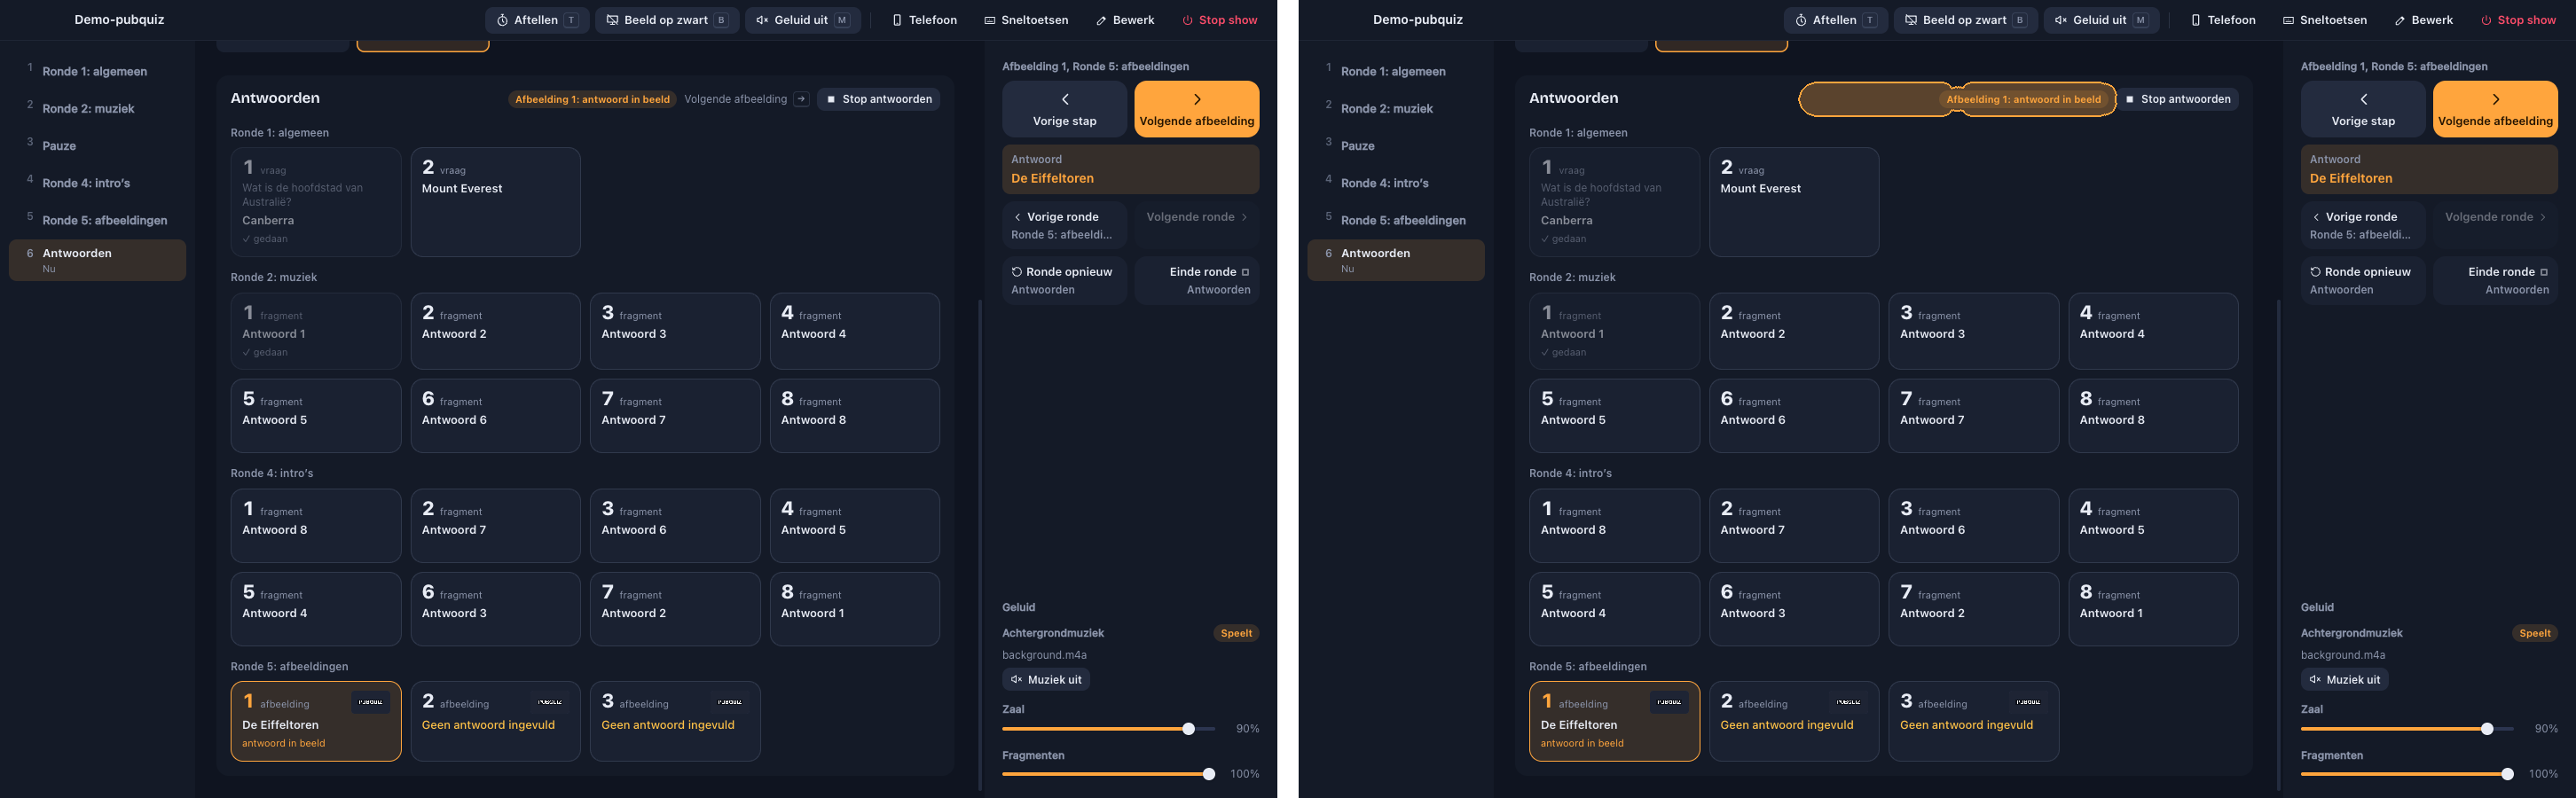 Demo-pubquiz
Aftellen T
Beeld op zwart B
Geluid uit M
Telefoon
Sneltoetsen
Bewerk
Stop show
1 Ronde 1: algemeen
2 Ronde 2: muziek
3 Pauze
4 Ronde 4: intro's
5 Ronde 5: afbeeldingen
6 Antwoorden
Nu
Antwoorden
Afbeelding 1: antwoord in beeld
Volgende afbeelding →
Stop antwoorden
Ronde 1: algemeen
1 vraag
Wat is de hoofdstad van
Australië?
Canberra
✓ gedaan
2 vraag
Mount Everest
Ronde 2: muziek
1 fragment
Antwoord 1
✓ gedaan
2 fragment
Antwoord 2
3 fragment
Antwoord 3
4 fragment
Antwoord 4
5 fragment
Antwoord 5
6 fragment
Antwoord 6
7 fragment
Antwoord 7
8 fragment
Antwoord 8
Ronde 4: intro's
1 fragment
Antwoord 8
2 fragment
Antwoord 7
3 fragment
Antwoord 6
4 fragment
Antwoord 5
5 fragment
Antwoord 4
6 fragment
Antwoord 3
7 fragment
Antwoord 2
8 fragment
Antwoord 1
Ronde 5: afbeeldingen
1 afbeelding
PUBQUIZ
De Eiffeltoren
antwoord in beeld
2 afbeelding
PUBQUIZ
Geen antwoord ingevuld
3 afbeelding
PUBQUIZ
Geen antwoord ingevuld
Afbeelding 1, Ronde 5: afbeeldingen
Vorige stap
Volgende afbeelding
Antwoord
De Eiffeltoren
Vorige ronde
Ronde 5: afbeeldi...
Volgende ronde
Ronde opnieuw
Antwoorden
Einde ronde
Antwoorden
Geluid
Achtergrondmuziek
Speelt
background.m4a
Muziek uit
Zaal
90%
Fragmenten
100%
Demo-pubquiz
Aftellen T
Beeld op zwart B
Geluid uit M
Telefoon
Sneltoetsen
Bewerk
Stop show
1 Ronde 1: algemeen
2 Ronde 2: muziek
3 Pauze
4 Ronde 4: intro's
5 Ronde 5: afbeeldingen
6 Antwoorden
Nu
Antwoorden
Afbeelding 1: antwoord in beeld
Stop antwoorden
Ronde 1: algemeen
1 vraag
Wat is de hoofdstad van
Australië?
Canberra
✓ gedaan
2 vraag
Mount Everest
Ronde 2: muziek
1 fragment
Antwoord 1
✓ gedaan
2 fragment
Antwoord 2
3 fragment
Antwoord 3
4 fragment
Antwoord 4
5 fragment
Antwoord 5
6 fragment
Antwoord 6
7 fragment
Antwoord 7
8 fragment
Antwoord 8
Ronde 4: intro's
1 fragment
Antwoord 8
2 fragment
Antwoord 7
3 fragment
Antwoord 6
4 fragment
Antwoord 5
5 fragment
Antwoord 4
6 fragment
Antwoord 3
7 fragment
Antwoord 2
8 fragment
Antwoord 1
Ronde 5: afbeeldingen
1 afbeelding
PUBQUIZ
De Eiffeltoren
antwoord in beeld
2 afbeelding
PUBQUIZ
Geen antwoord ingevuld
3 afbeelding
PUBQUIZ
Geen antwoord ingevuld
Afbeelding 1, Ronde 5: afbeeldingen
Vorige stap
Volgende afbeelding
Antwoord
De Eiffeltoren
Vorige ronde
Ronde 5: afbeeldi...
Volgende ronde
Ronde opnieuw
Antwoorden
Einde ronde
Antwoorden
Geluid
Achtergrondmuziek
Speelt
background.m4a
Muziek uit
Zaal
90%
Fragmenten
100%